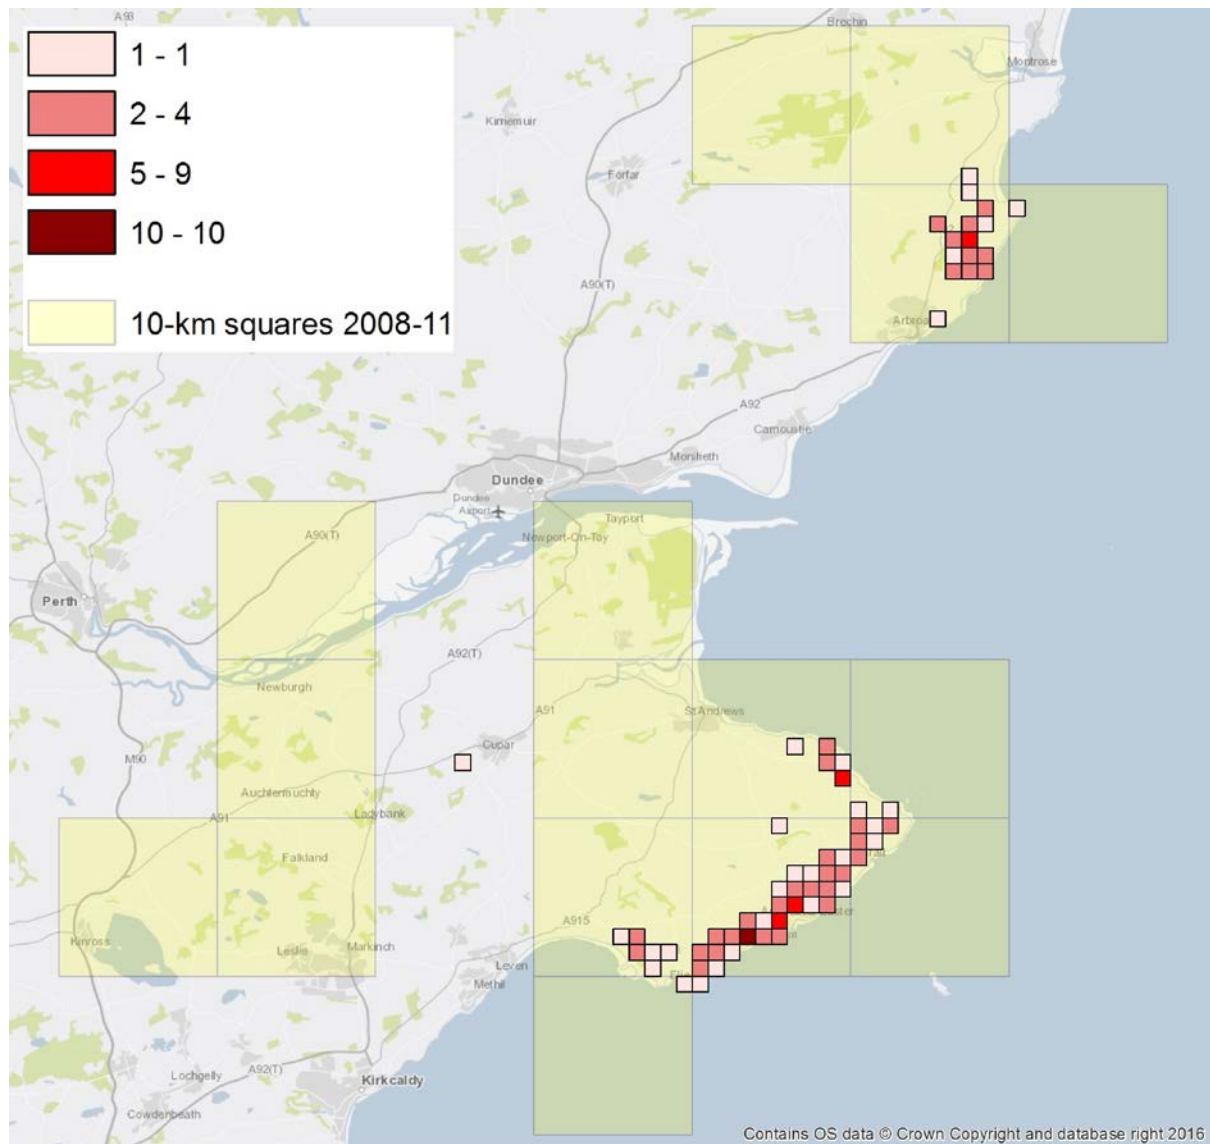 1 - 1
2 - 4
5 - 9
10 - 10
10-km squares 2008-11
A93
Brechin
Montrose
Kirriemuir
Forfar
A90(T)
Arbroa
A92
Carnoustie
Monifieth
Dundee
Dundee
Airport
Tayport
Newport-On-Tay
A90(T)
Perth
A92(T)
Newburgh
A91
St Andrews
Cupar
M90
Auchtermuchty
Ladybank
A91
Falkland
A915
Kinross
Leslie
Markinch
Leven
Methil
Elie
Lochgelly
A92(T)
Kirkcaldy
Cowdenbeath
Contains OS data © Crown Copyright and database right 2016